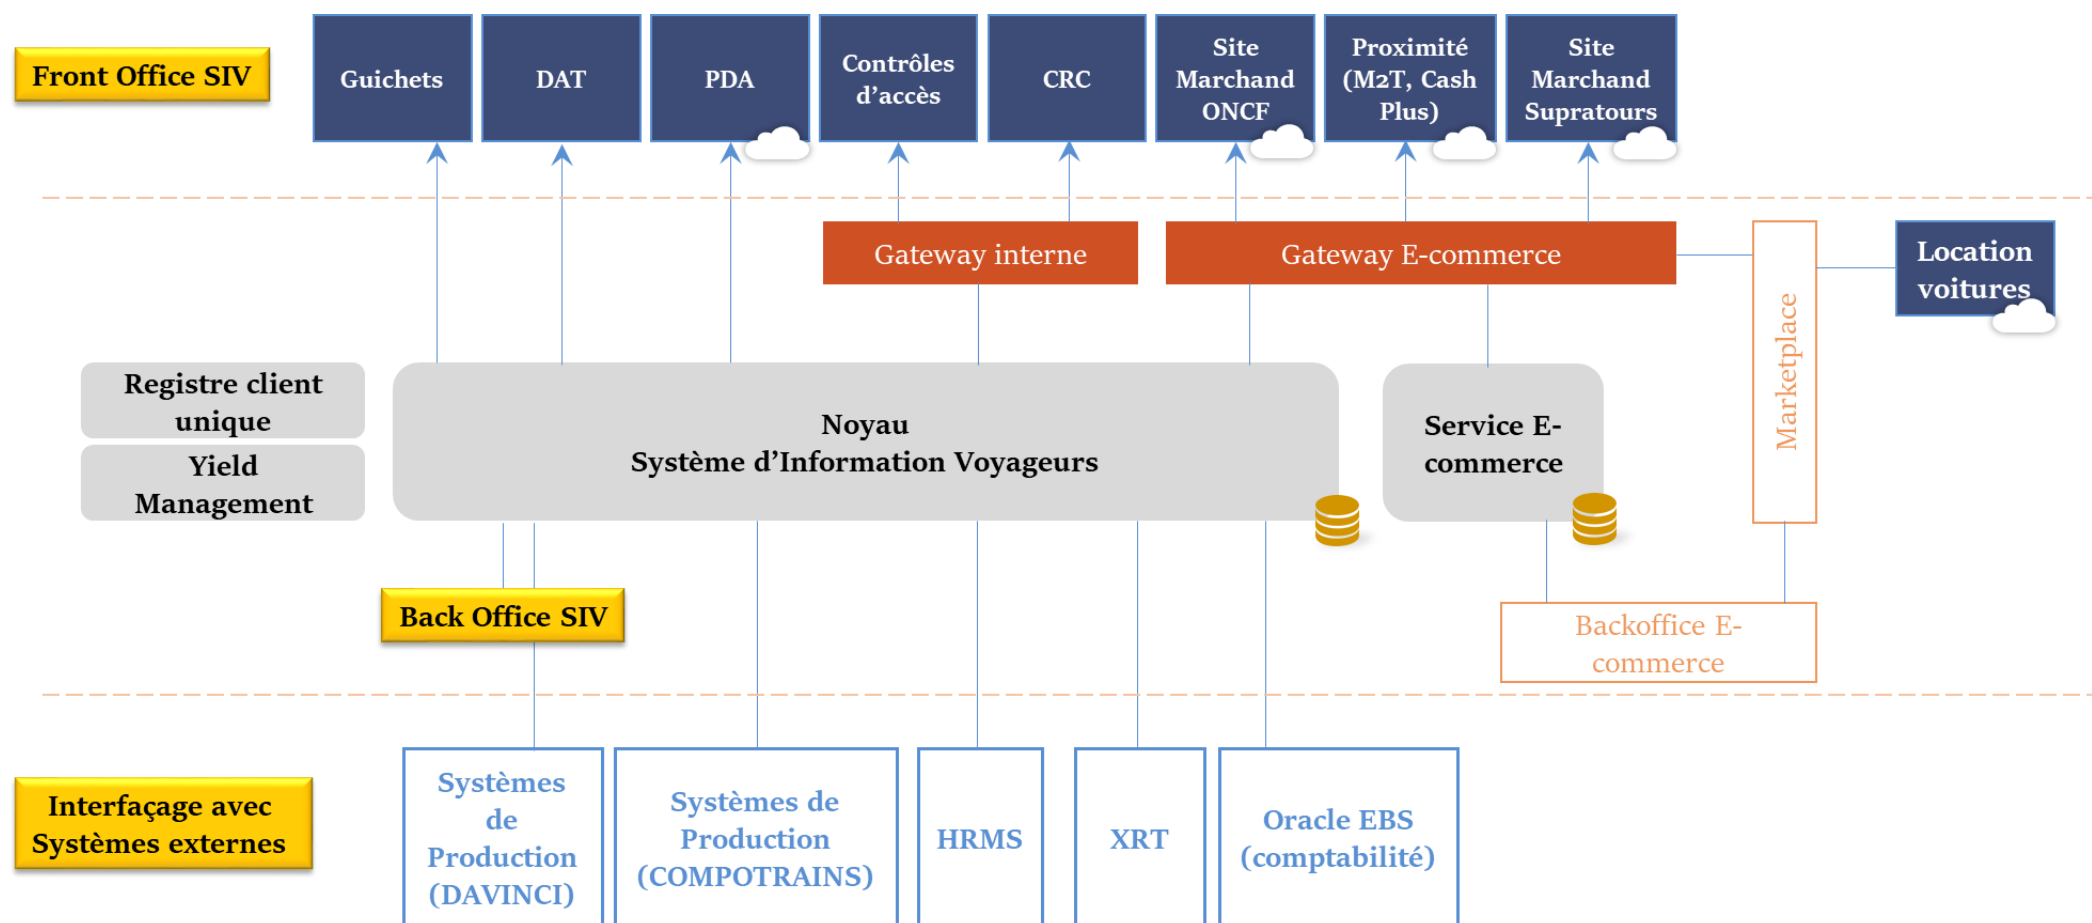 Front Office SIV
Guichets
DAT
PDA
Contrôles
d’accès
CRC
Site
Marchand
ONCF
Proximité
(M2T, Cash
Plus)
Site
Marchand
Supratours
Gateway interne
Gateway E-commerce
Marketplace
Location
voitures
Registre client
unique
Yield
Management
Noyau
Système d’Information Voyageurs
Service E-
commerce
Back Office SIV
Backoffice E-
commerce
Interfaçage avec
Systèmes externes
Systèmes
de
Production
(DAVINCI)
Systèmes de
Production
(COMPOTRAINS)
HRMS
XRT
Oracle EBS
(comptabilité)